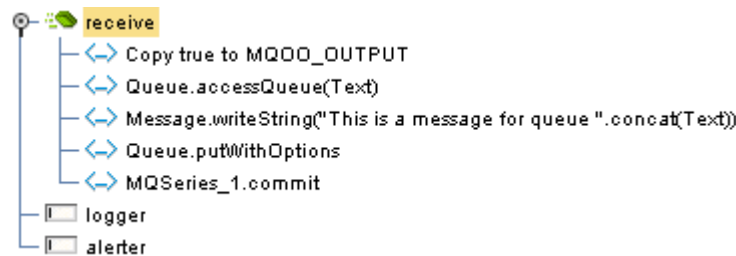 receive
Copy true to MQOO_OUTPUT
Queue.accessQueue(Text)
Message.writeString("This is a message for queue ".concat(Text))
Queue.putWithOptions
MQSeries_1.commit
logger
alerter